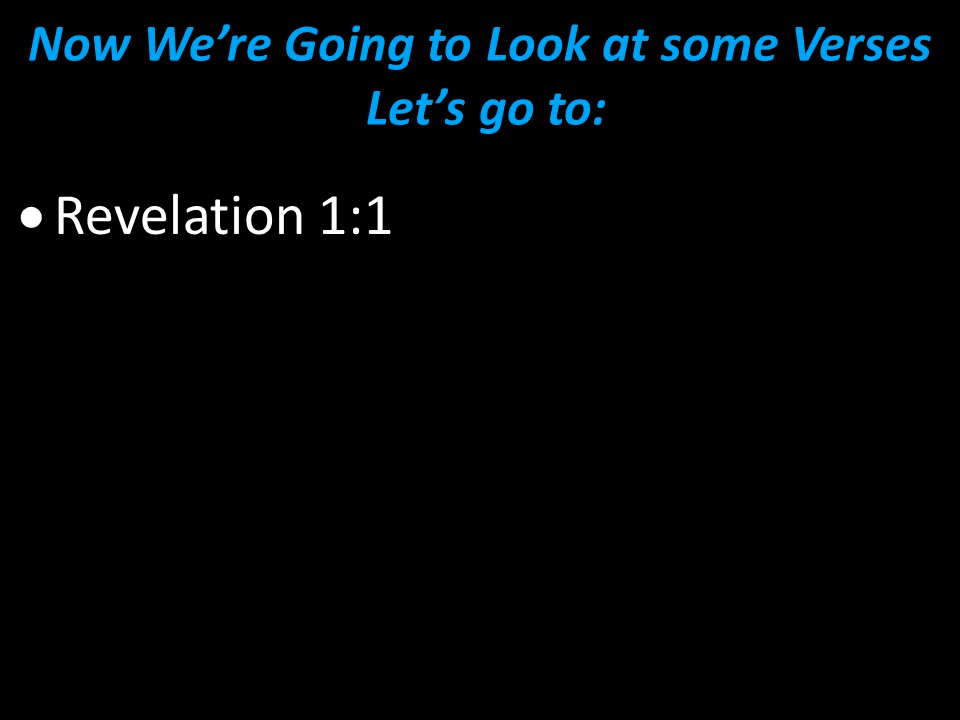 Now We’re Going to Look at some Verses
Let’s go to:
• Revelation 1:1